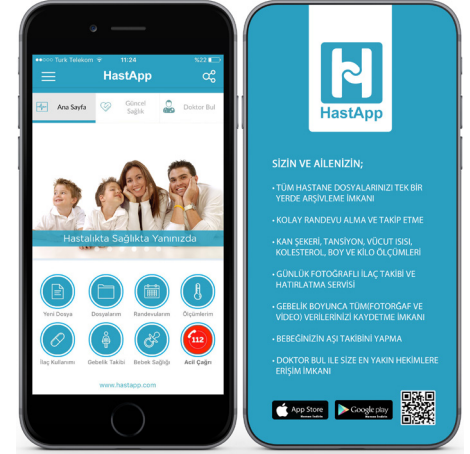 Turk Telekom 11:24 %22
HastApp
Ana Sayfa
Güncel
Sağlık
Doktor Bul
Hastalıkta Sağlıkta Yanınızda
Yeni Dosya Dosyalarım Randevularım Ölçümlerim
112
İlaç Kullanımı Gebelik Takibi Bebek Sağlığı Acil Çağrı
www.hastapp.com
HastApp
SİZİN VE AİLENİZİN;
• TÜM HASTANE DOSYALARINIZI TEK BİR
YERDE ARŞİVLEME İMKANI
• KOLAY RANDEVU ALMA VE TAKİP ETME
• KAN ŞEKERİ, TANSİYON, VÜCUT ISISI,
KOLESTEROL, BOY VE KİLO ÖLÇÜMLERİ
• GÜNLÜK FOTOĞRAFLI İLAÇ TAKİBİ VE
HATIRLATMA SERVİSİ
• GEBELİK BOYUNCA TÜM(FOTORĞAF VE
VİDEO) VERİLERİNİZİ KAYDETME İMKANI
• BEBEĞİNİZİN AŞI TAKİBİNİ YAPMA
• DOKTOR BUL İLE SİZE EN YAKIN HEKİMLERE
ERİŞİM İMKANI
App Store
Google play